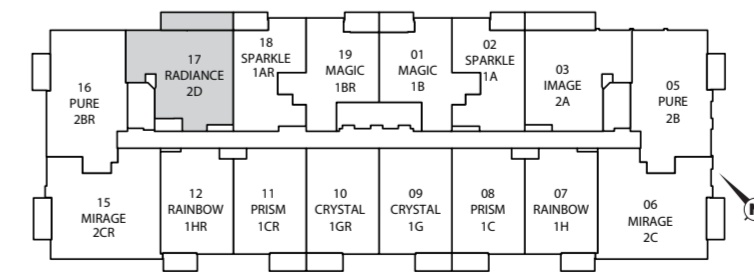 16
PURE
2BR
17
RADIANCE
2D
18
SPARKLE
1AR
19
MAGIC
1BR
01
MAGIC
1B
02
SPARKLE
1A
03
IMAGE
2A
05
PURE
2B
15
MIRAGE
2CR
12
RAINBOW
1HR
11
PRISM
1CR
10
CRYSTAL
1GR
09
CRYSTAL
1G
08
PRISM
1C
07
RAINBOW
1H
06
MIRAGE
2C